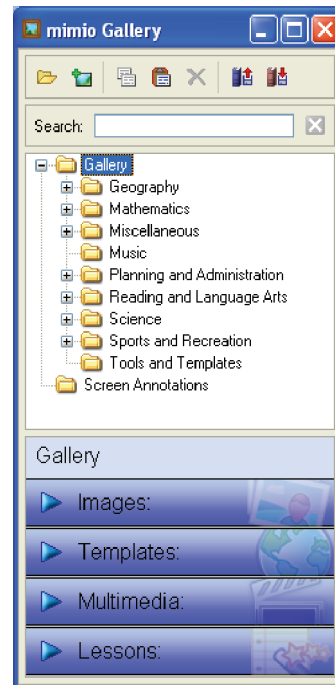 mimio Gallery
Search:
Gallery
Geography
Mathematics
Miscellaneous
Music
Planning and Administration
Reading and Language Arts
Science
Sports and Recreation
Tools and Templates
Screen Annotations
Gallery
Images:
Templates:
Multimedia:
Lessons: